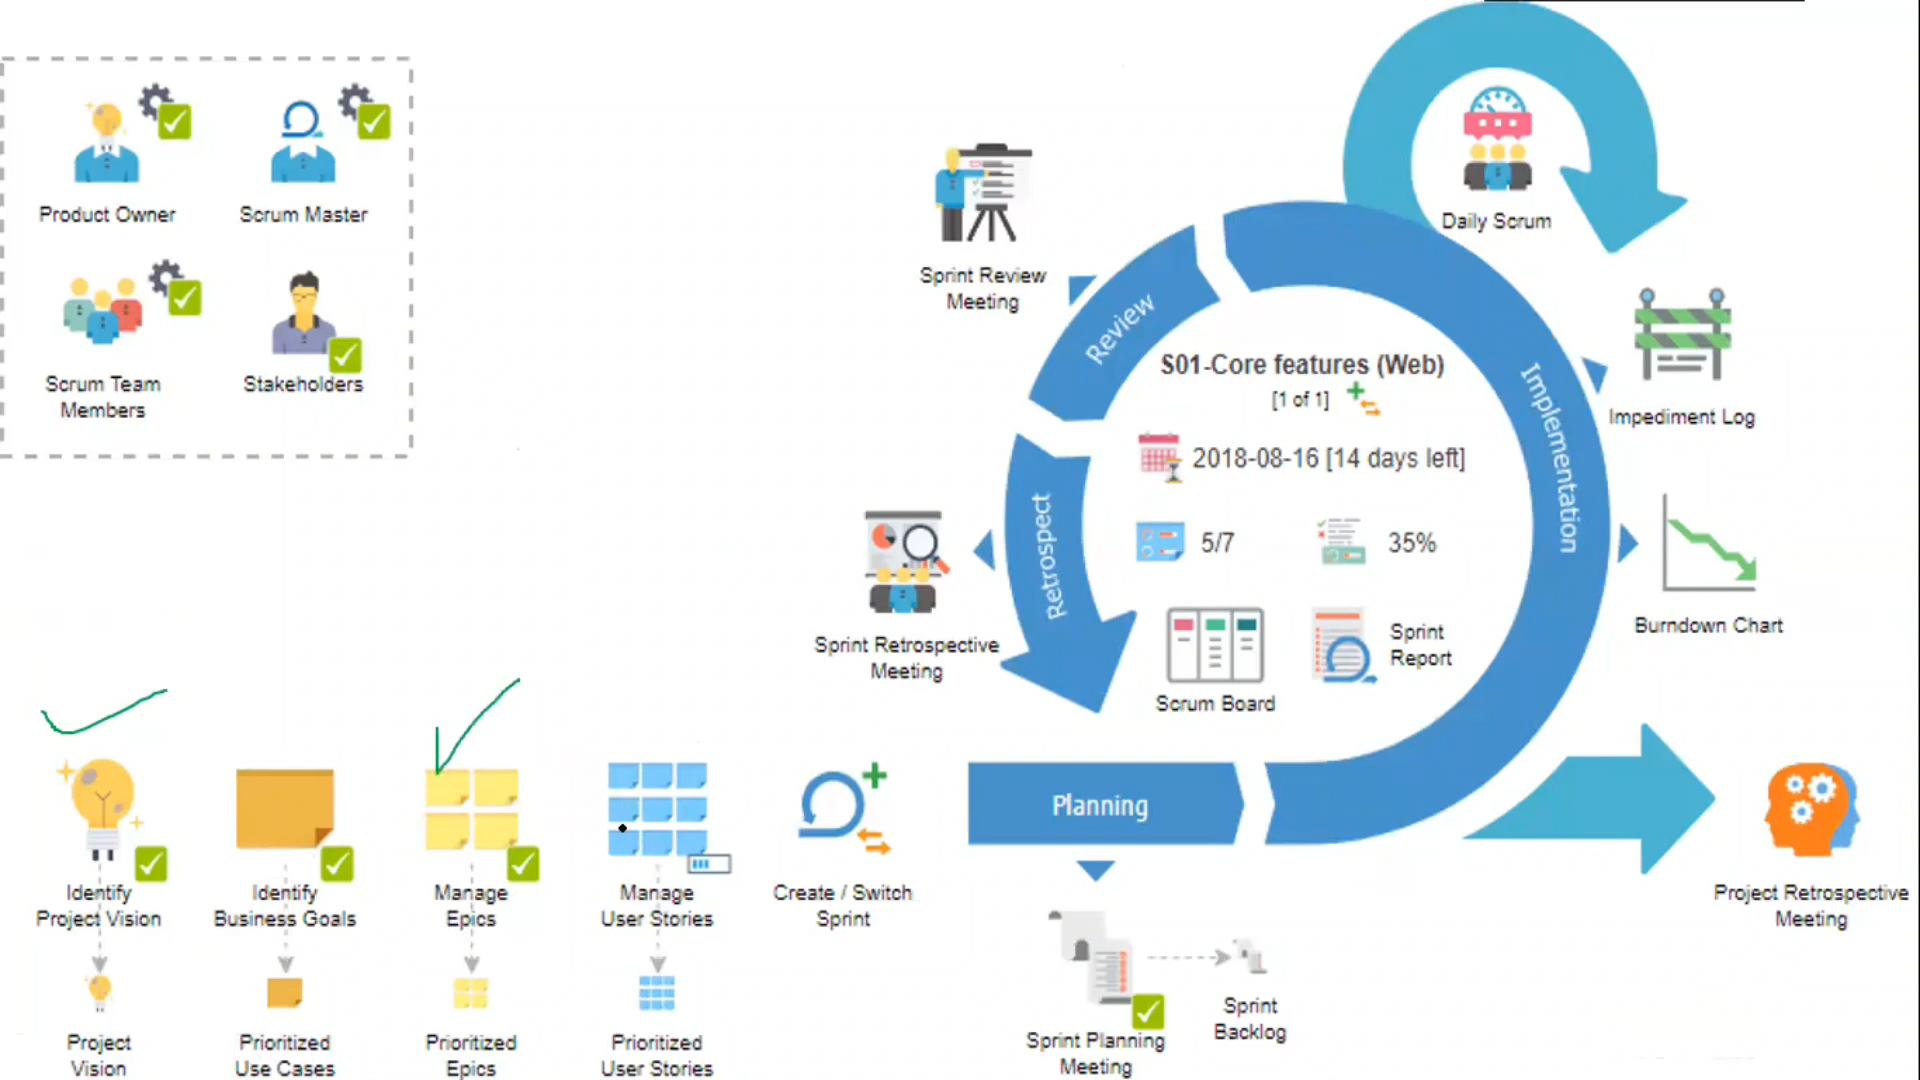 Product Owner
Scrum Master
Scrum Team
Members
Stakeholders
Daily Scrum
Sprint Review
Meeting
Review
Implementation
Impediment Log
S01-Core features (Web)
[1 of 1]
2018-08-16 [14 days left]
5/7
35%
Retrospect
Sprint Retrospective
Meeting
Burndown Chart
Sprint
Report
Scrum Board
Planning
Identify
Project Vision
Identify
Business Goals
Manage
Epics
Manage
User Stories
Create / Switch
Sprint
Project Retrospective
Meeting
Project
Vision
Prioritized
Use Cases
Prioritized
Epics
Prioritized
User Stories
Sprint Planning
Meeting
Sprint
Backlog